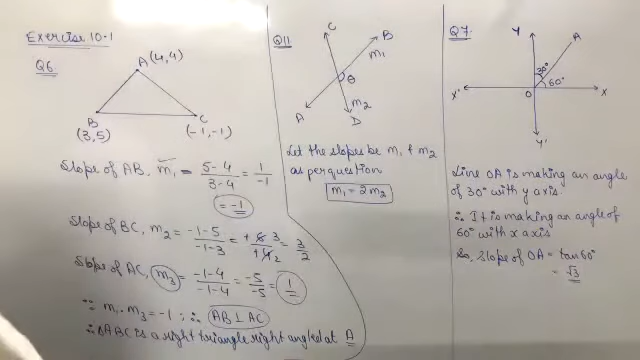 Exercise 10.1
Q6
A(4,4)
B
(3,5)
C
(-1,-1)
Slope of AB, m₁ = 5-4/3-4 = 1/-1
= -1
Slope of BC, m₂ = -1-5/-1-3 = +6 3/+4 2 = 3/2
Slope of AC, m₃ = -1-4/-1-4 = -5/-5 = 1
∵ m₁·m₃ = -1 ; ∴ AB ⊥ AC
∴ ΔABC is a right triangle right angled at A
Q11
C
B
m₁
θ
A
m₂
D
Let the slopes be m₁ & m₂
as per question
m₁ = 2m₂
Q7.
Y
A
30°
60°
X'
O
X
Y'
Line OA is making an angle
of 30° with y axis.
∴ It is making an angle of
60° with x axis
So, Slope of OA = tan 60°
= √3